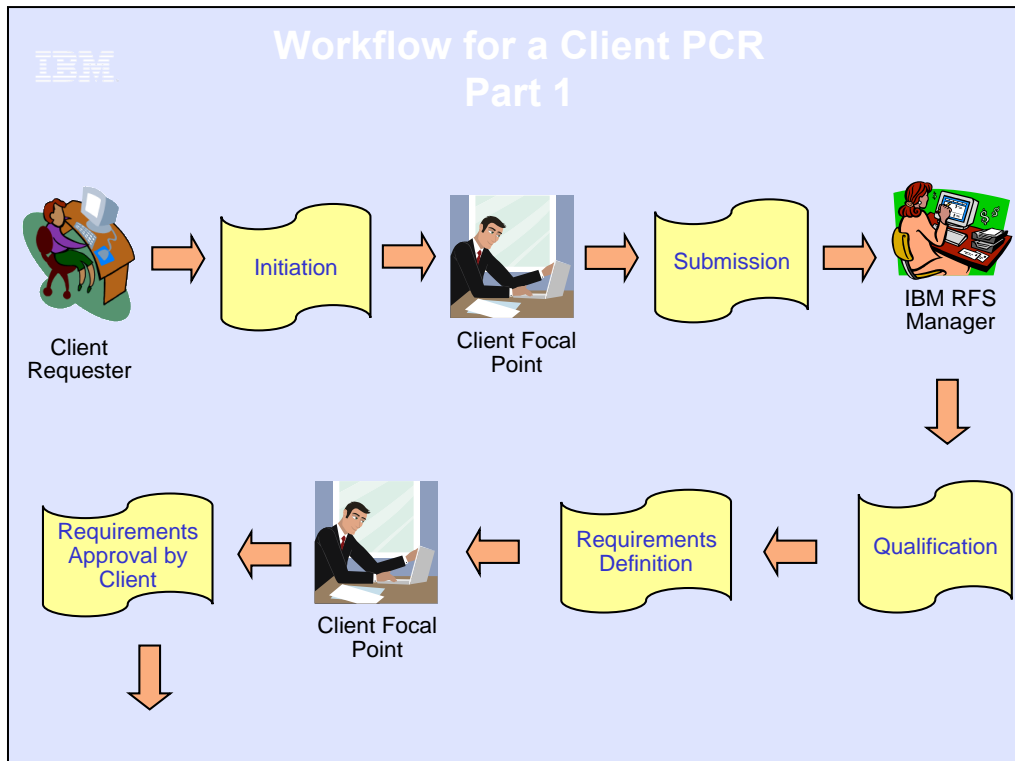 IBM
Workflow for a Client PCR
Part 1
Initiation
Submission
Client
Requester
Client Focal
Point
IBM RFS
Manager
Requirements
Approval by
Client
Client Focal
Point
Requirements
Definition
Qualification